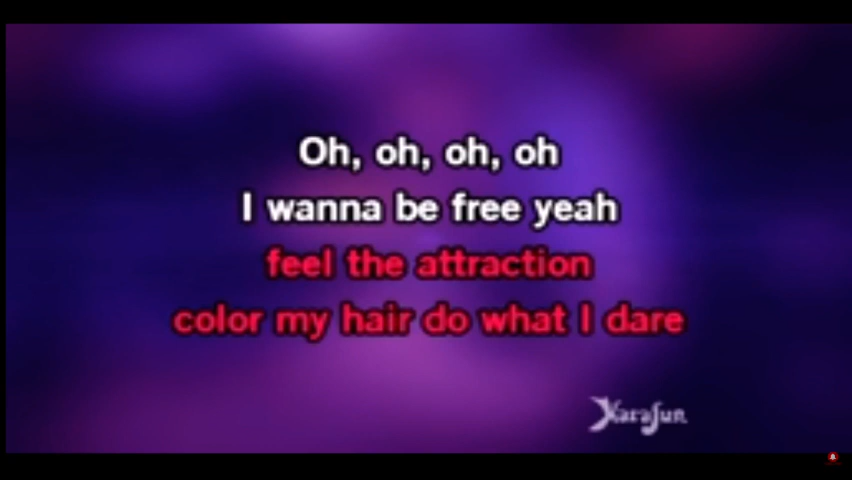 Oh, oh, oh, oh
I wanna be free yeah
feel the attraction
color my hair do what I dare
KaraFun